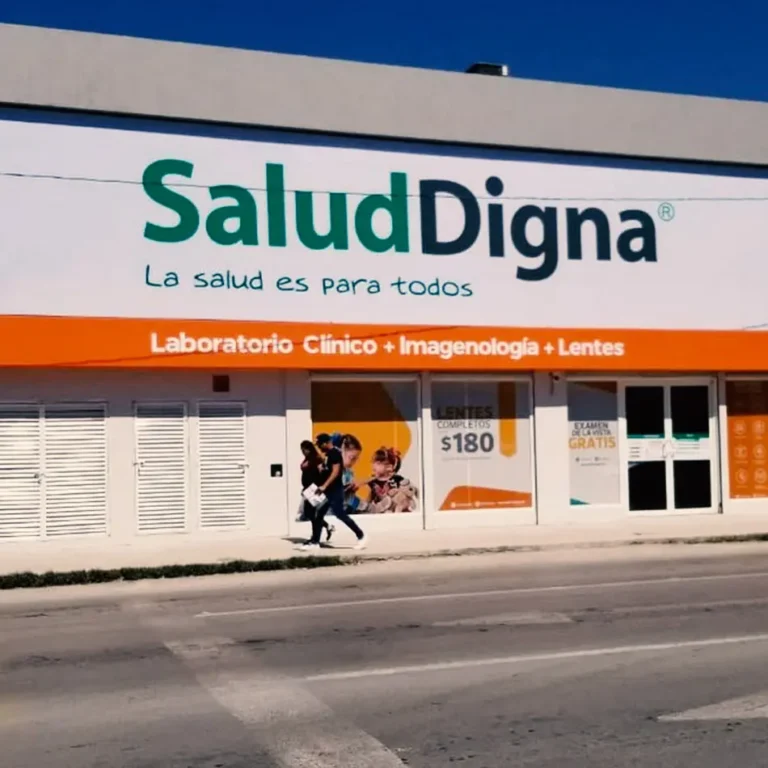 SaludDigna®
La salud es para todos
Laboratorio Clínico + Imagenología + Lentes
LENTES
COMPLETOS
$180
EXAMEN
DE LA VISTA
GRATIS